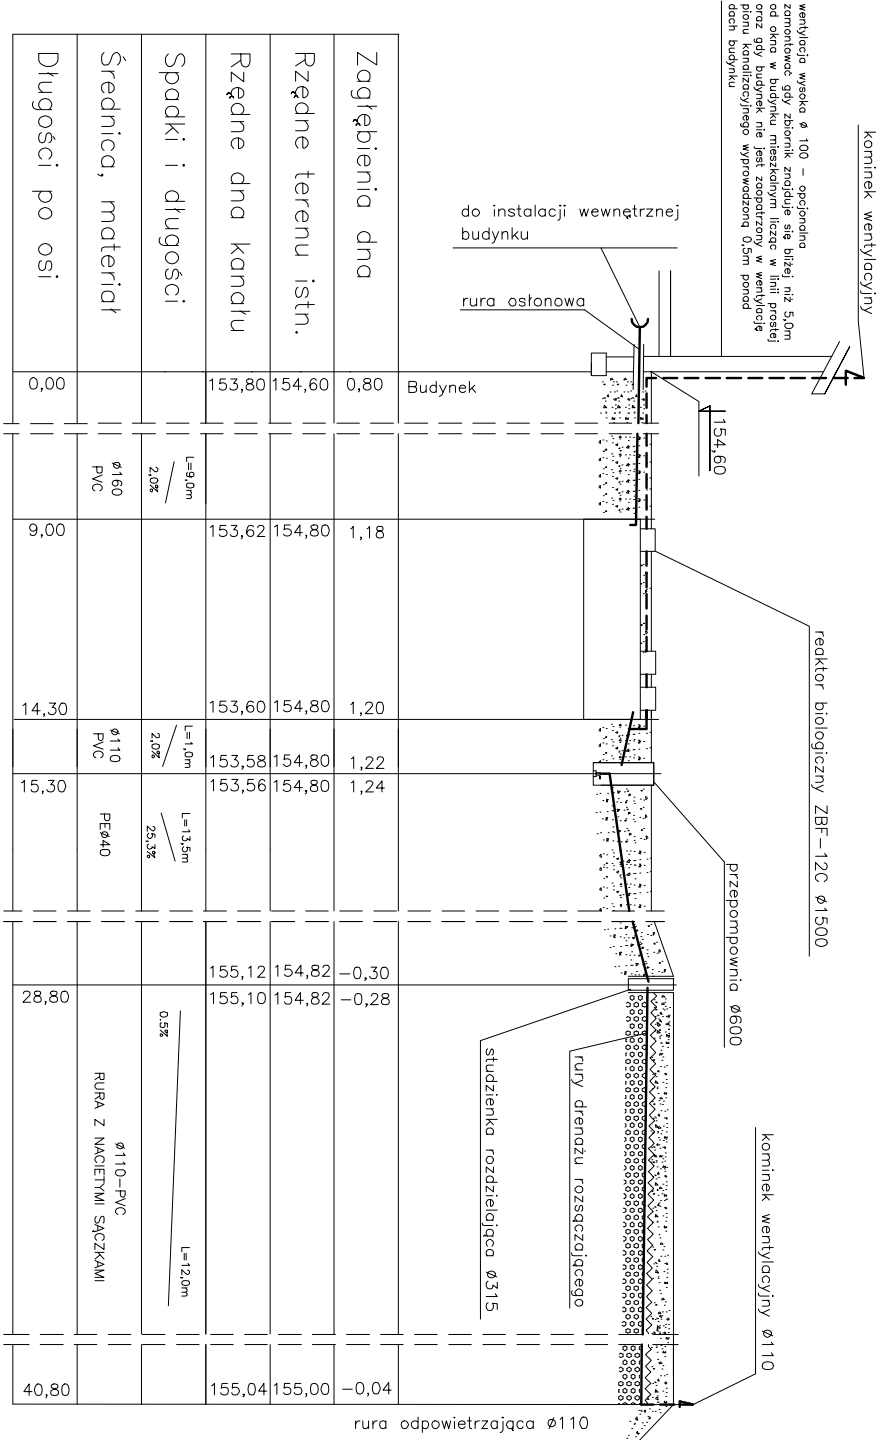 wentylacja wysoka ø 100 – opcjonalna
zamontować gdy zbiornik znajduje się bliżej niż 5,0m
od okna w budynku mieszkalnym licząc w linii prostej
oraz gdy budynek nie jest zaopatrzony w wentylację
pionu kanalizacyjnego wyprowadzoną 0,5m ponad
dach budynku
kominek wentylacyjny
do instalacji wewnętrznej
budynku
rura osłonowa
154,60
Budynek
reaktor biologiczny ZBF–12C ø1500
przepompownia ø600
studzienka rozdzielająca ø315
rury drenażu rozsączającego
kominek wentylacyjny ø110
rura odpowietrzająca ø110
Zagłębienia dna
0,80
1,18
1,20
1,22
1,24
–0,30
–0,28
–0,04
Rzędne terenu istn.
154,60
154,80
154,80
154,80
154,80
154,82
154,82
155,00
Rzędne dna kanału
153,80
153,62
153,60
153,58
153,56
155,12
155,10
155,04
Spadki i długości
L=9,0m
2,0%
L=1,0m
2,0%
L=13,5m
25,3%
0.5%
L=12,0m
Średnica, materiał
ø160
PVC
ø110
PVC
PEø40
ø110–PVC
RURA Z NACIETYMI SĄCZKAMI
Długości po osi
0,00
9,00
14,30
15,30
28,80
40,80